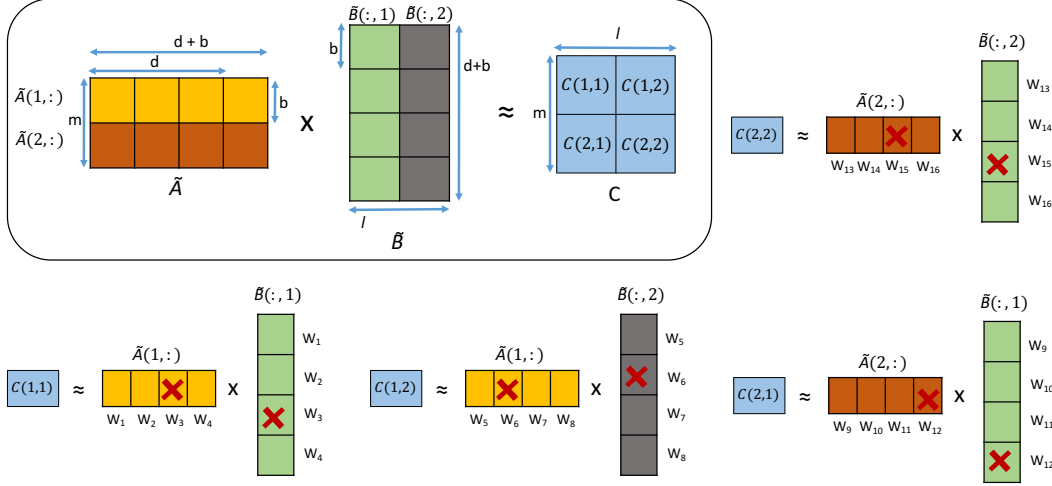 d + b
d
Ã(1,:)
m
Ã(2,:)
b
Ã
x
B̃(:,1) B̃(:,2)
b
d+b
l
B̃
≈
l
m
C(1,1) C(1,2)
C(2,1) C(2,2)
C
C(2,2) ≈
Ã(2,:)
W13 W14 W15 W16
x
B̃(:,2)
W13
W14
W15
W16
C(1,1) ≈
Ã(1,:)
W1 W2 W3 W4
x
B̃(:,1)
W1
W2
W3
W4
C(1,2) ≈
Ã(1,:)
W5 W6 W7 W8
x
B̃(:,2)
W5
W6
W7
W8
C(2,1) ≈
Ã(2,:)
W9 W10 W11 W12
x
B̃(:,1)
W9
W10
W11
W12